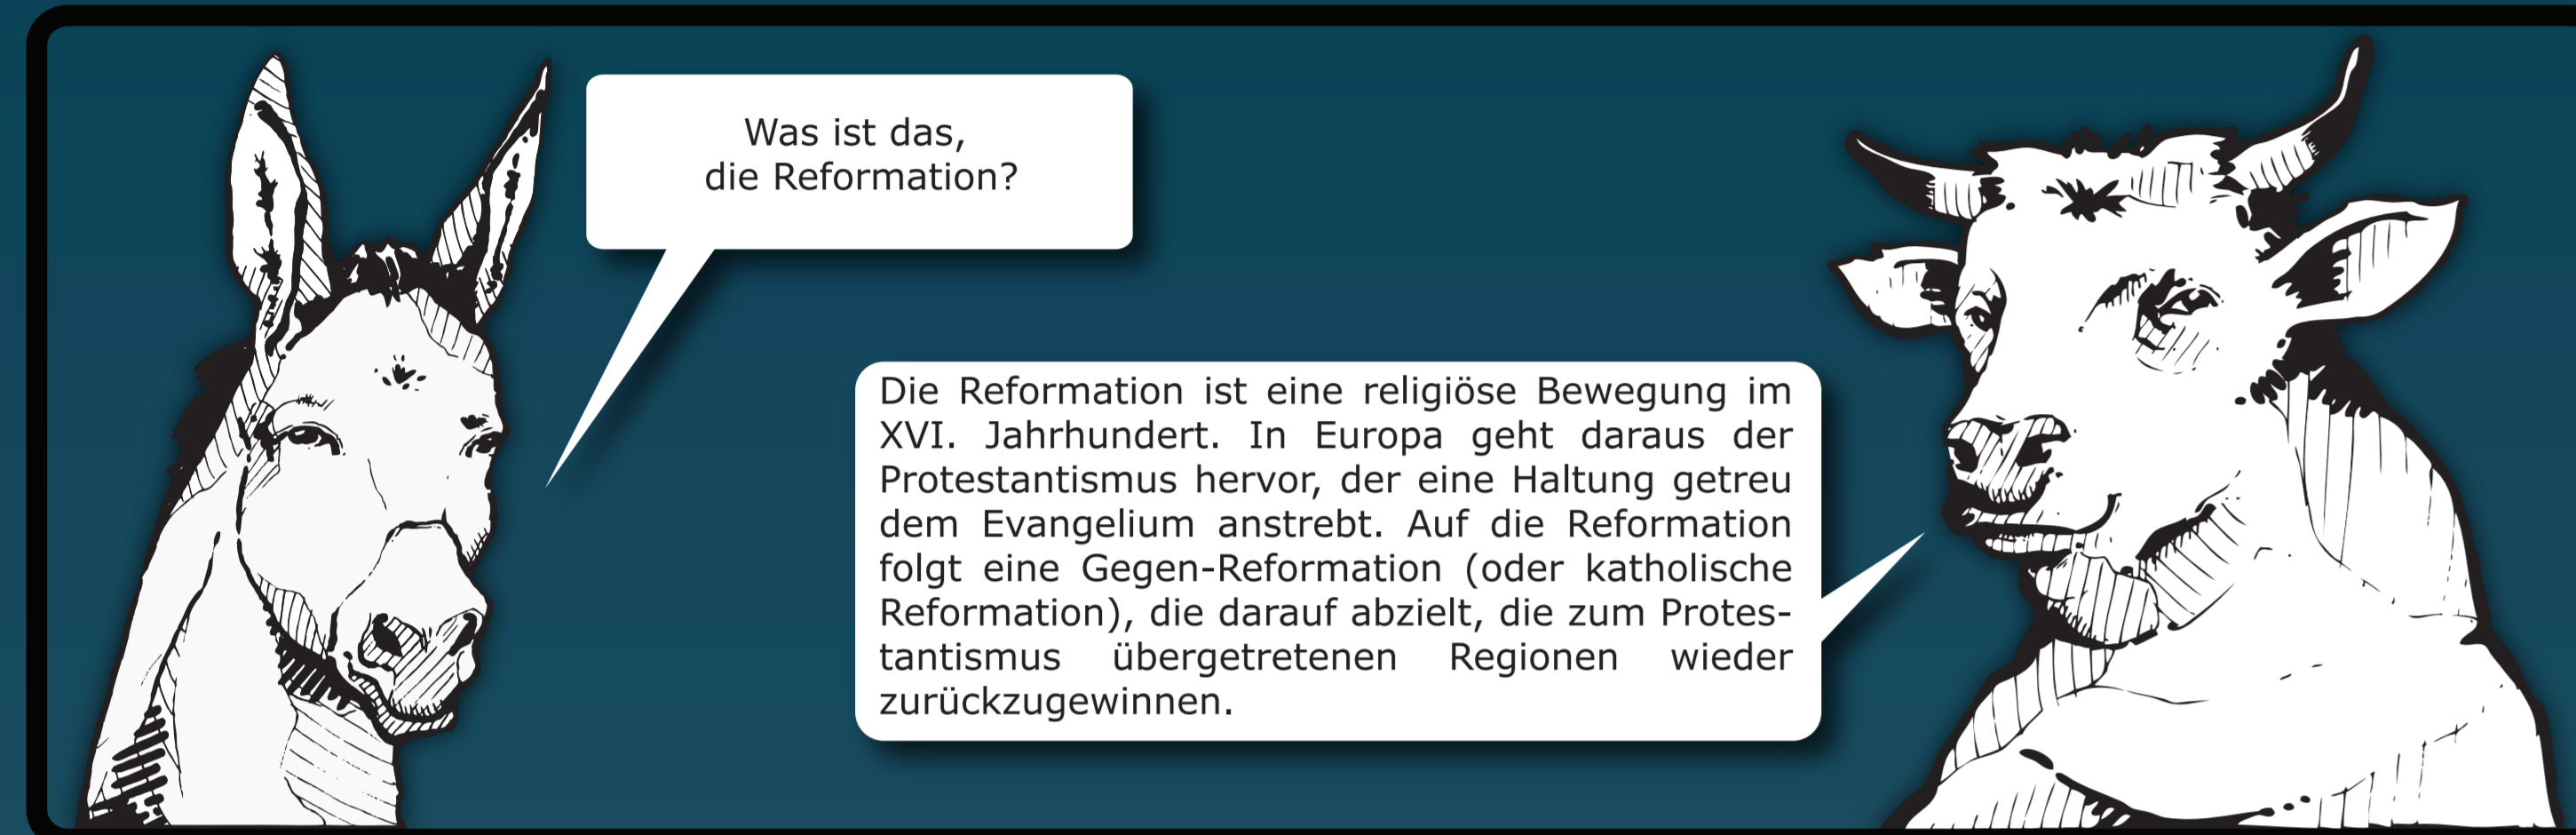 Was ist das,
die Reformation?
Die Reformation ist eine religiöse Bewegung im
XVI. Jahrhundert. In Europa geht daraus der
Protestantismus hervor, der eine Haltung getreu
dem Evangelium anstrebt. Auf die Reformation
folgt eine Gegen-Reformation (oder katholische
Reformation), die darauf abzielt, die zum Protes-
tantismus übergetretenen Regionen wieder
zurückzugewinnen.